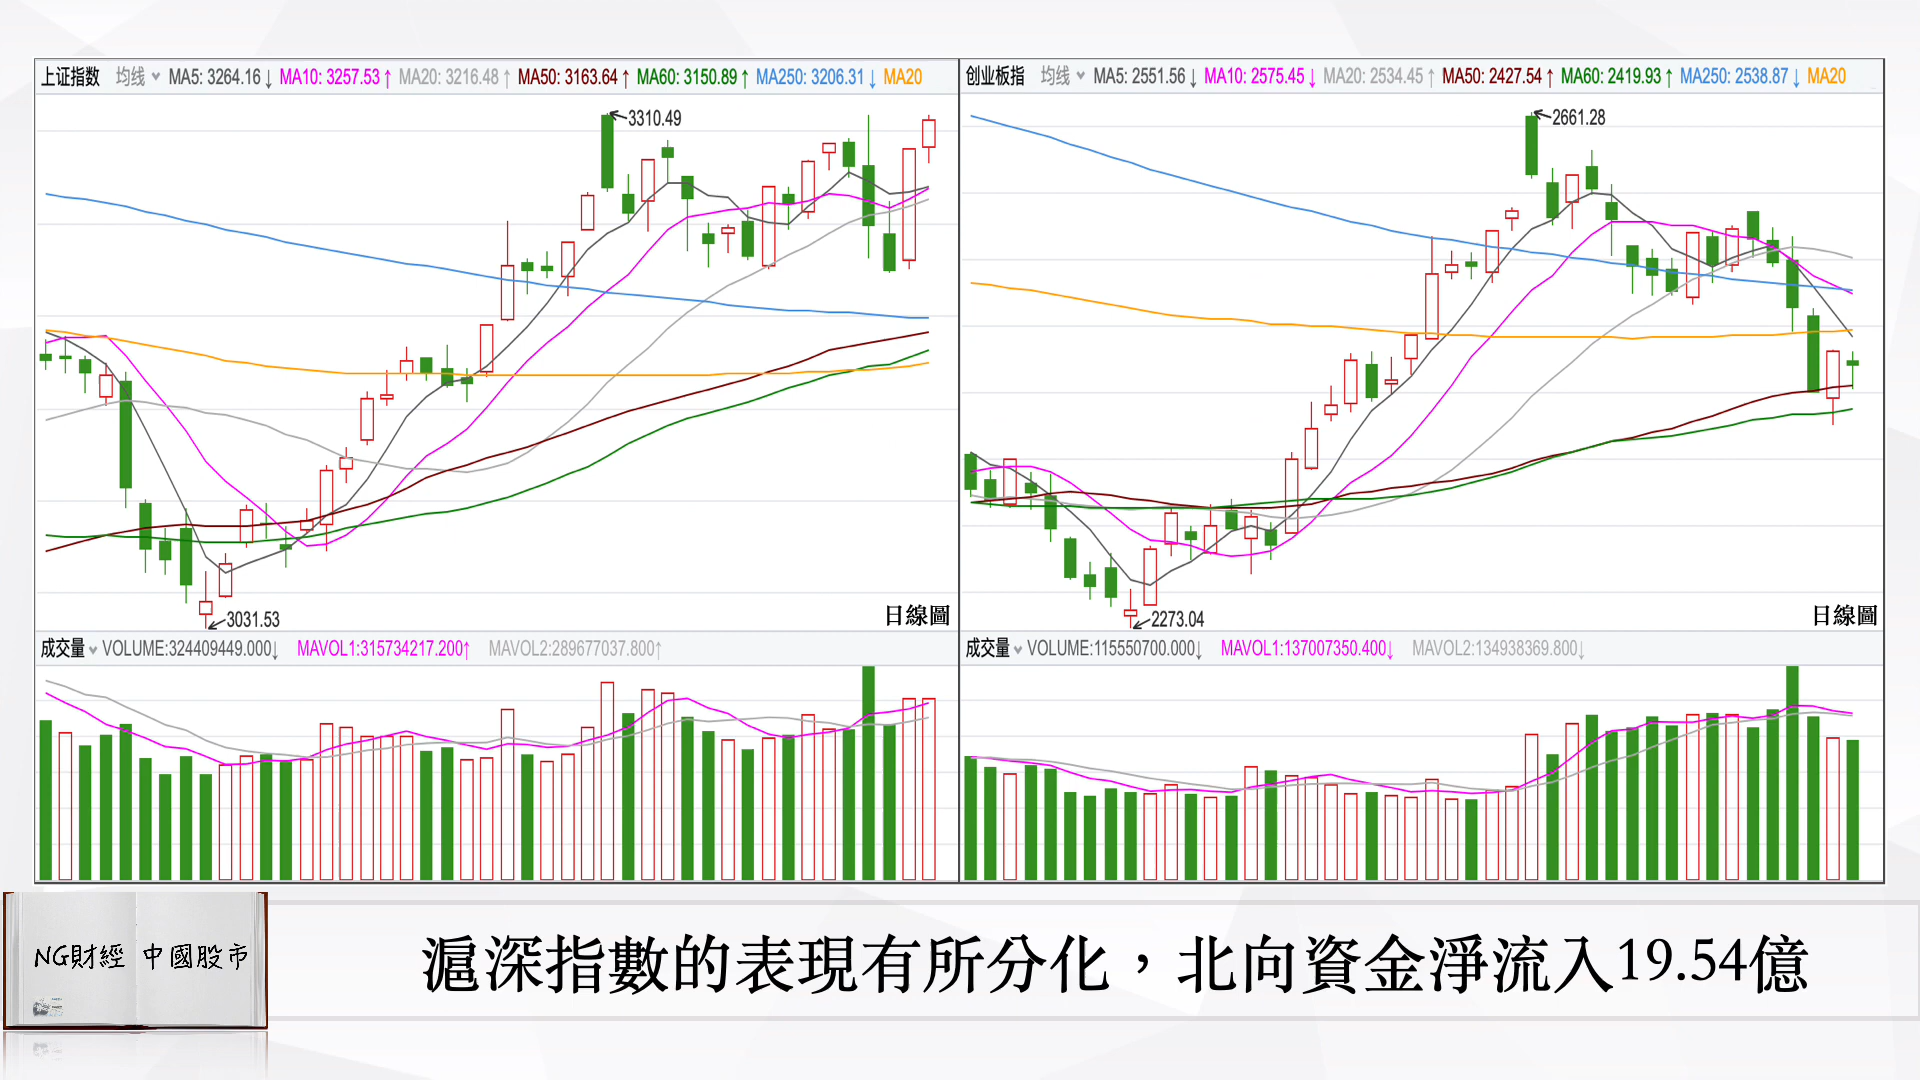 上证指数 均线 MA5: 3264.16↓ MA10: 3257.53↑ MA20: 3216.48↑ MA50: 3163.64↑ MA60: 3150.89↑ MA250: 3206.31↓ MA20
3310.49
3031.53
日線圖
成交量 VOLUME:324409449.000↓ MAVOL1:315734217.200↑ MAVOL2:289677037.800↑
创业板指 均线 MA5: 2551.56↓ MA10: 2575.45↓ MA20: 2534.45↑ MA50: 2427.54↑ MA60: 2419.93↑ MA250: 2538.87↓ MA20
2661.28
2273.04
日線圖
成交量 VOLUME:115550700.000↓ MAVOL1:137007350.400↓ MAVOL2:134938369.800↓
NG財經 中國股市
滬深指數的表現有所分化，北向資金淨流入19.54億